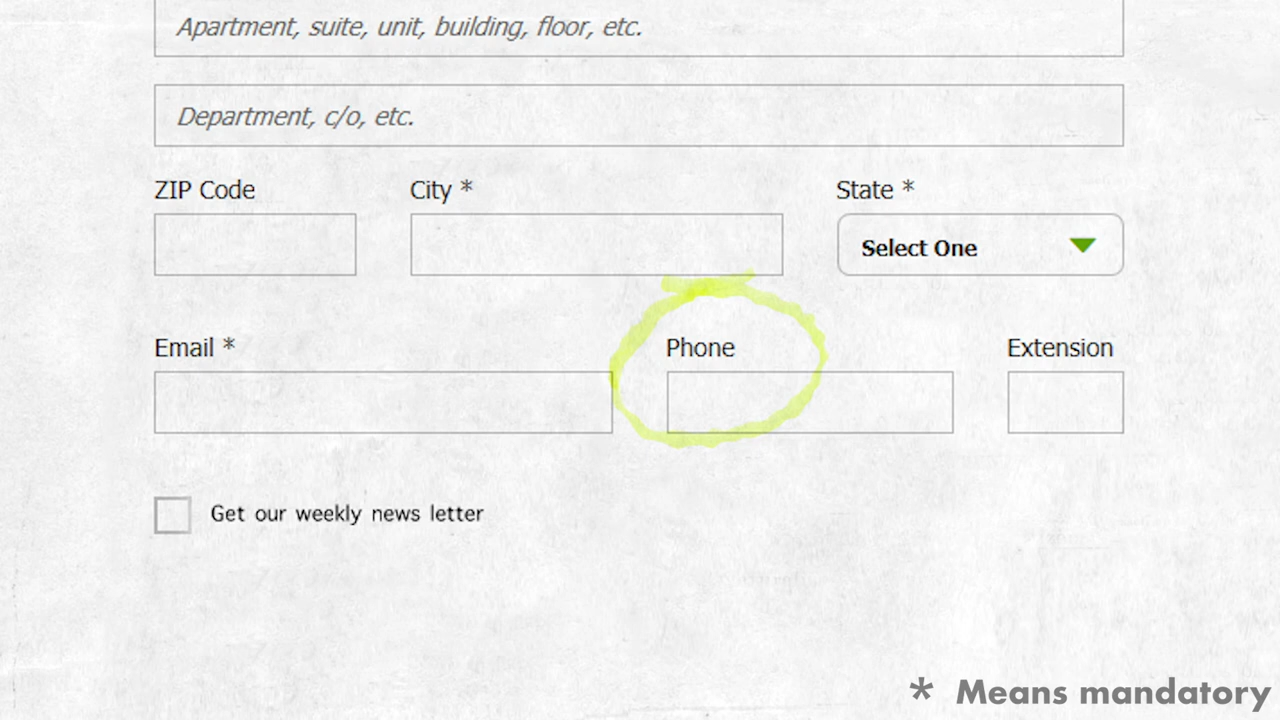 Apartment, suite, unit, building, floor, etc.
Department, c/o, etc.
ZIP Code City * State *
Select One
Email * Phone Extension
Get our weekly news letter
* Means mandatory